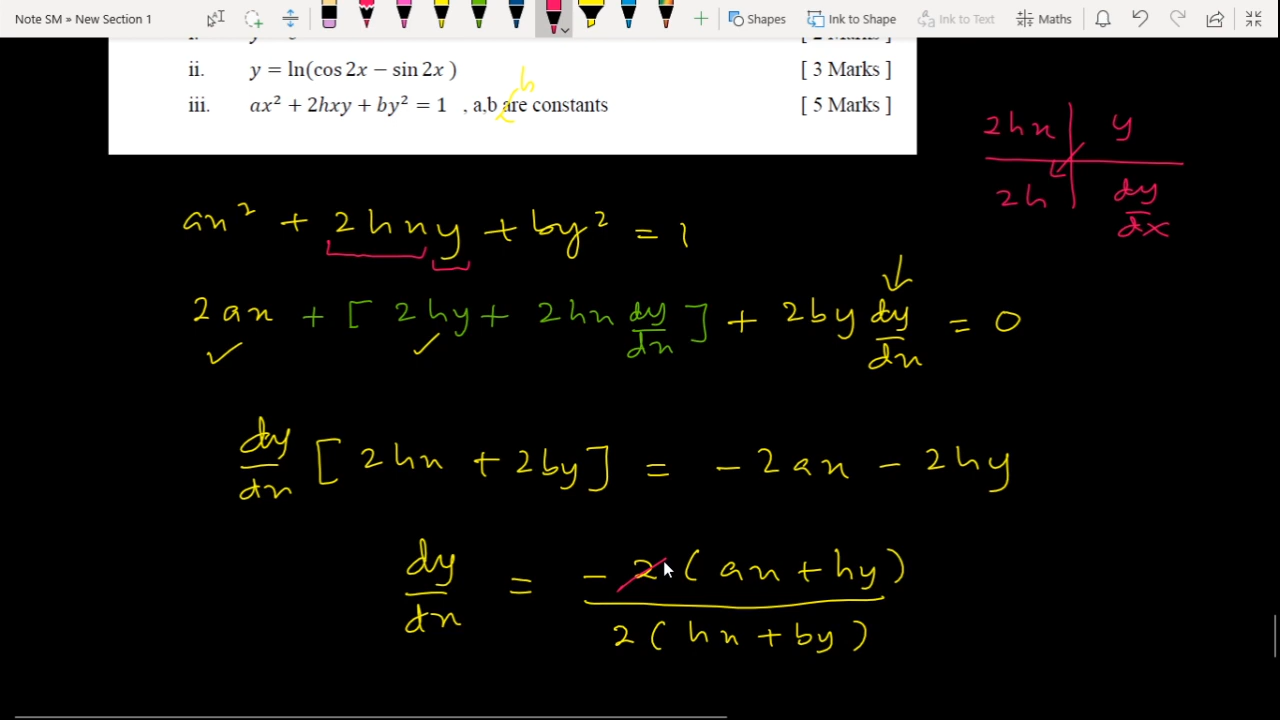 Note SM » New Section 1
Shapes
Ink to Shape
Ink to Text
Maths
ii. y = ln(cos 2x − sin 2x )
[ 3 Marks ]
h
iii. ax² + 2hxy + by² = 1 , a,b are constants
[ 5 Marks ]
2hx | y
2h | dy/dx
ax² + 2hxy + by² = 1
2ax + [ 2hy + 2hx dy/dx ] + 2by dy/dx = 0
dy/dx [ 2hx + 2by ] = − 2ax − 2hy
dy/dx = − 2 ( ax + hy ) / 2 ( hx + by )